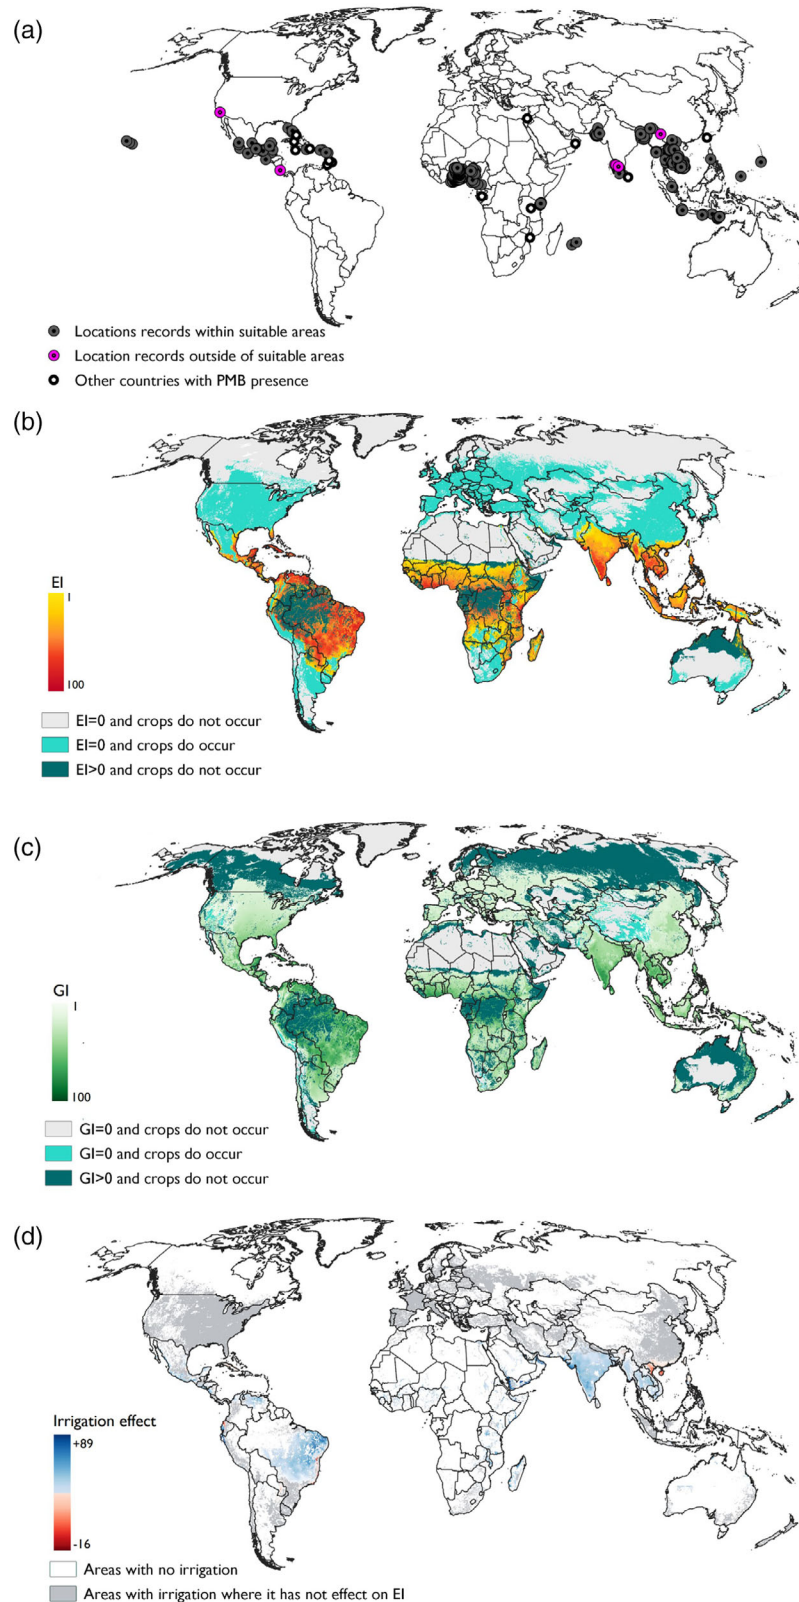 (a)
Locations records within suitable areas
Location records outside of suitable areas
Other countries with PMB presence
(b)
EI
1
100
EI=0 and crops do not occur
EI=0 and crops do occur
EI>0 and crops do not occur
(c)
GI
1
100
GI=0 and crops do not occur
GI=0 and crops do occur
GI>0 and crops do not occur
(d)
Irrigation effect
+89
-16
Areas with no irrigation
Areas with irrigation where it has not effect on EI